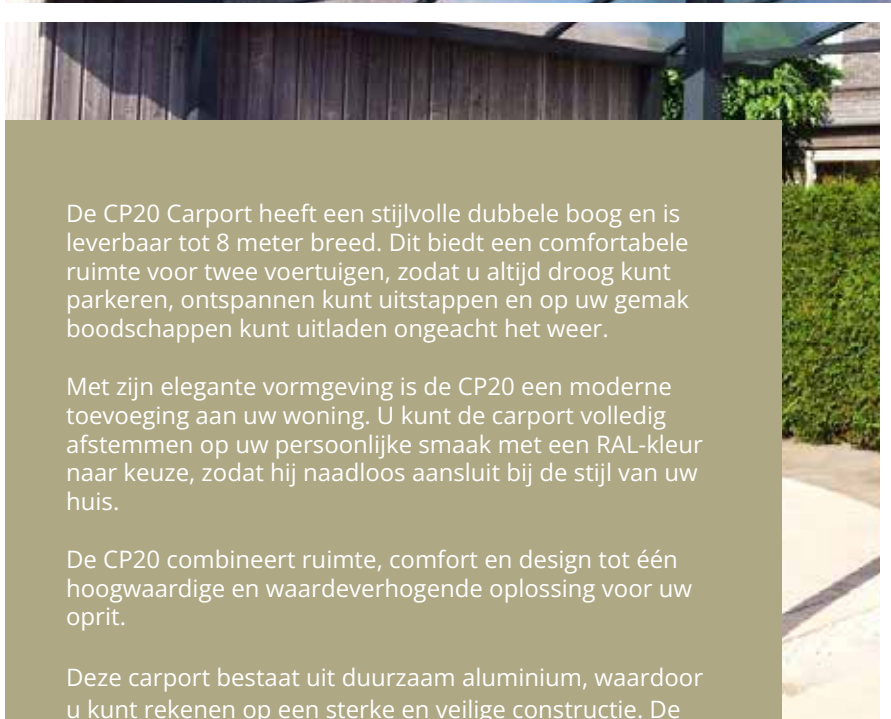 De CP20 Carport heeft een stijlvolle dubbele boog en is
leverbaar tot 8 meter breed. Dit biedt een comfortabele
ruimte voor twee voertuigen, zodat u altijd droog kunt
parkeren, ontspannen kunt uitstappen en op uw gemak
boodschappen kunt uitladen ongeacht het weer.
Met zijn elegante vormgeving is de CP20 een moderne
toevoeging aan uw woning. U kunt de carport volledig
afstemmen op uw persoonlijke smaak met een RAL-kleur
naar keuze, zodat hij naadloos aansluit bij de stijl van uw
huis.
De CP20 combineert ruimte, comfort en design tot één
hoogwaardige en waardeverhogende oplossing voor uw
oprit.
Deze carport bestaat uit duurzaam aluminium, waardoor
u kunt rekenen op een sterke en veilige constructie. De